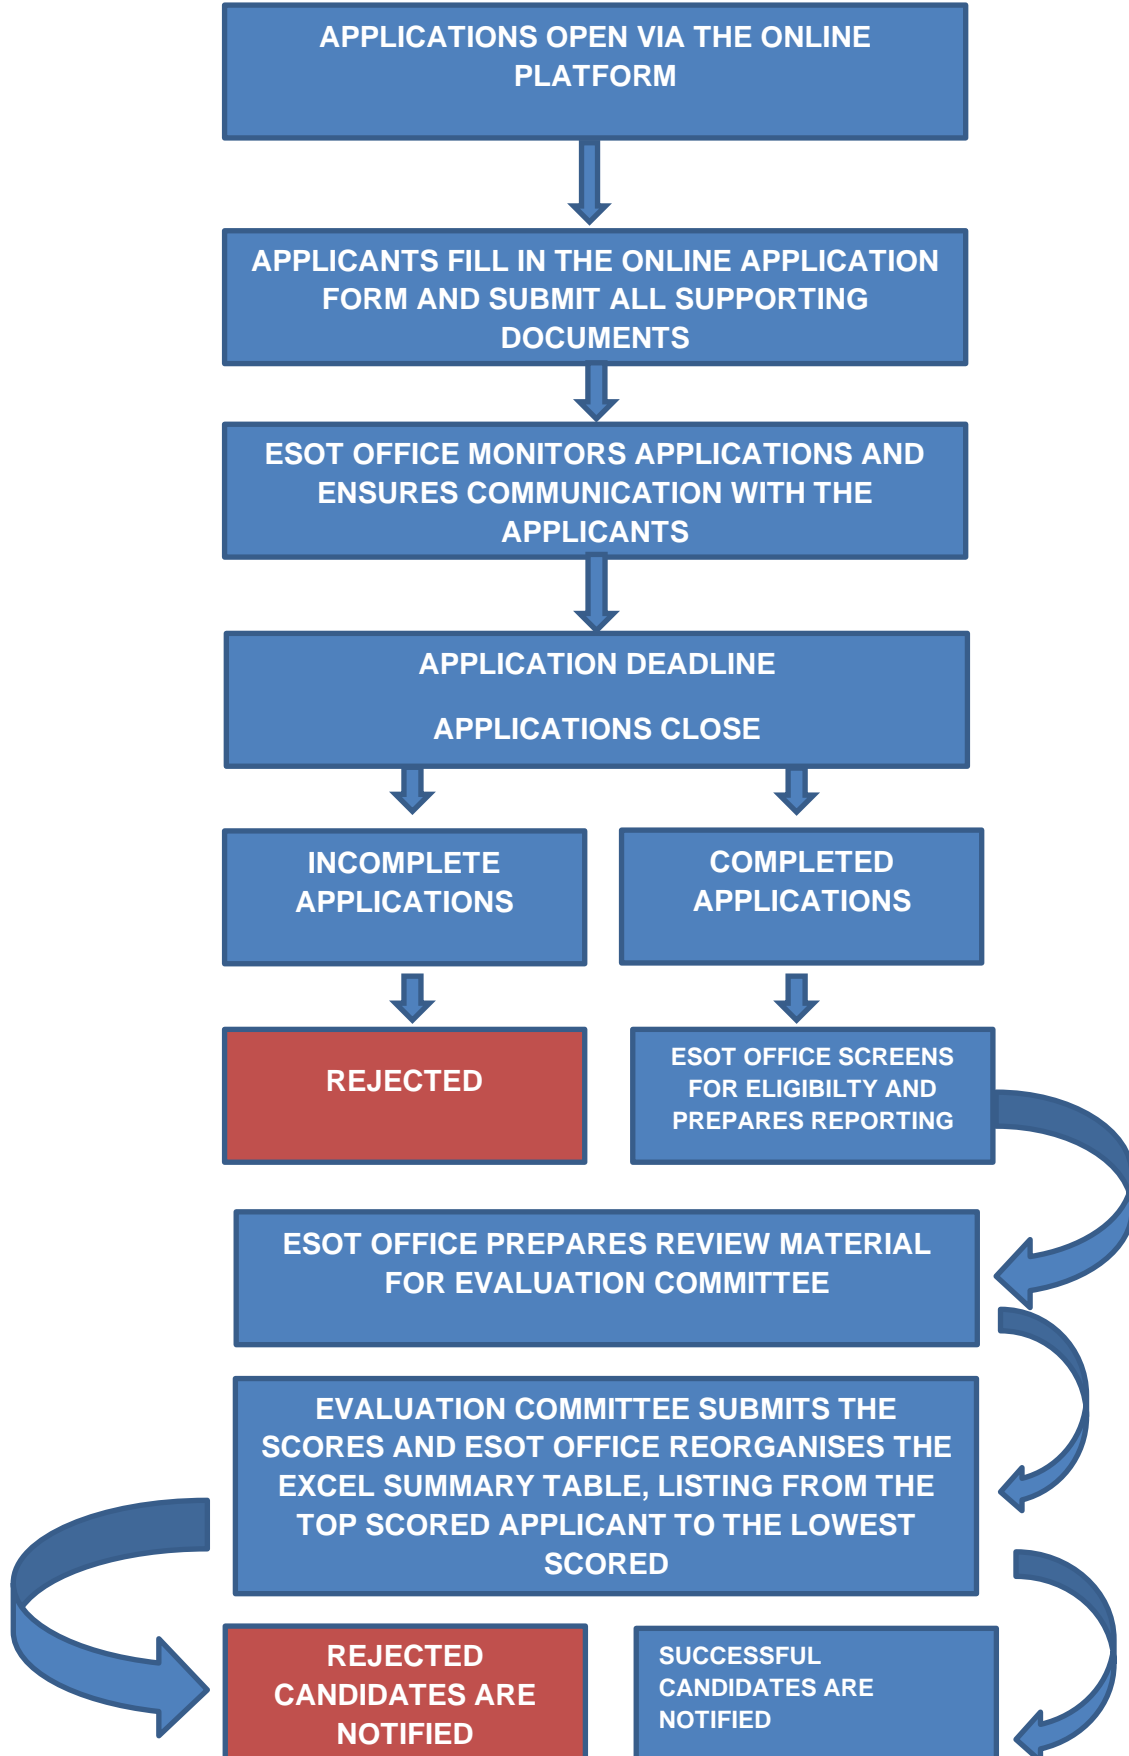 APPLICATIONS OPEN VIA THE ONLINE
PLATFORM
APPLICANTS FILL IN THE ONLINE APPLICATION
FORM AND SUBMIT ALL SUPPORTING
DOCUMENTS
ESOT OFFICE MONITORS APPLICATIONS AND
ENSURES COMMUNICATION WITH THE
APPLICANTS
APPLICATION DEADLINE
APPLICATIONS CLOSE
INCOMPLETE
APPLICATIONS
COMPLETED
APPLICATIONS
REJECTED
ESOT OFFICE SCREENS
FOR ELIGIBILTY AND
PREPARES REPORTING
ESOT OFFICE PREPARES REVIEW MATERIAL
FOR EVALUATION COMMITTEE
EVALUATION COMMITTEE SUBMITS THE
SCORES AND ESOT OFFICE REORGANISES THE
EXCEL SUMMARY TABLE, LISTING FROM THE
TOP SCORED APPLICANT TO THE LOWEST
SCORED
REJECTED
CANDIDATES ARE
NOTIFIED
SUCCESSFUL
CANDIDATES ARE
NOTIFIED